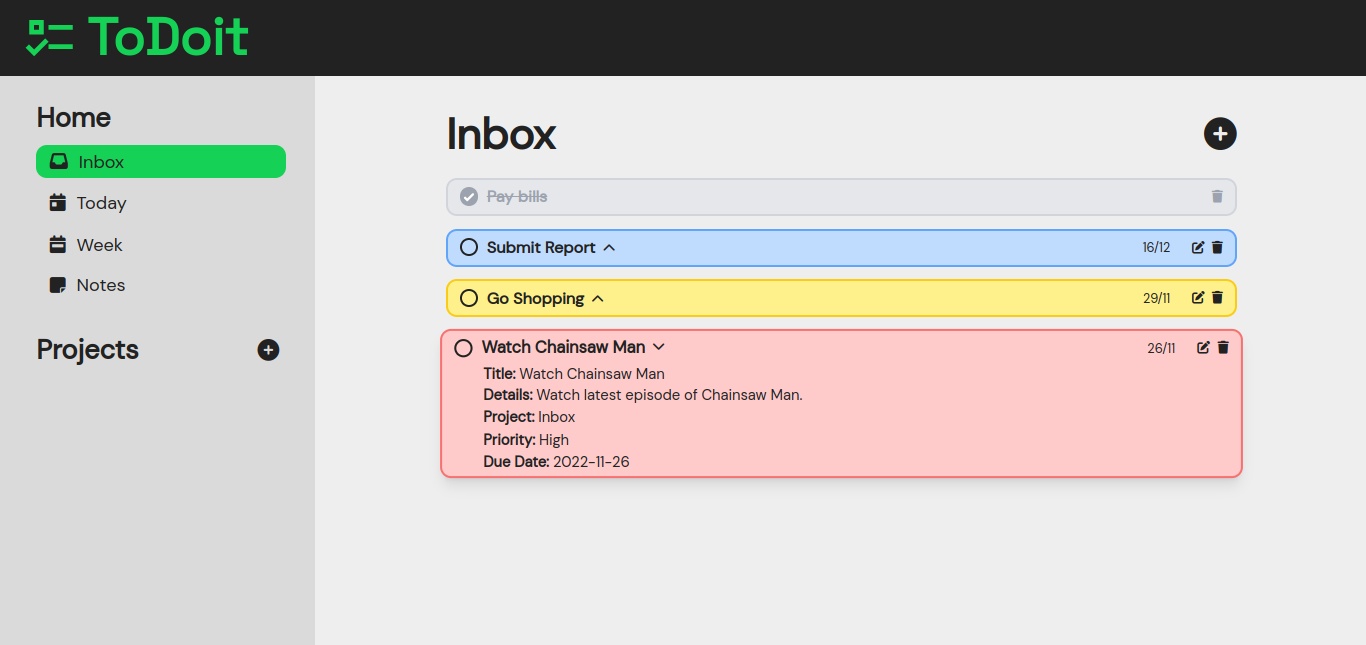 ToDoit
Home
Inbox
Today
Week
Notes
Projects
Inbox
Pay bills
Submit Report 16/12
Go Shopping 29/11
Watch Chainsaw Man 26/11
Title: Watch Chainsaw Man
Details: Watch latest episode of Chainsaw Man.
Project: Inbox
Priority: High
Due Date: 2022-11-26